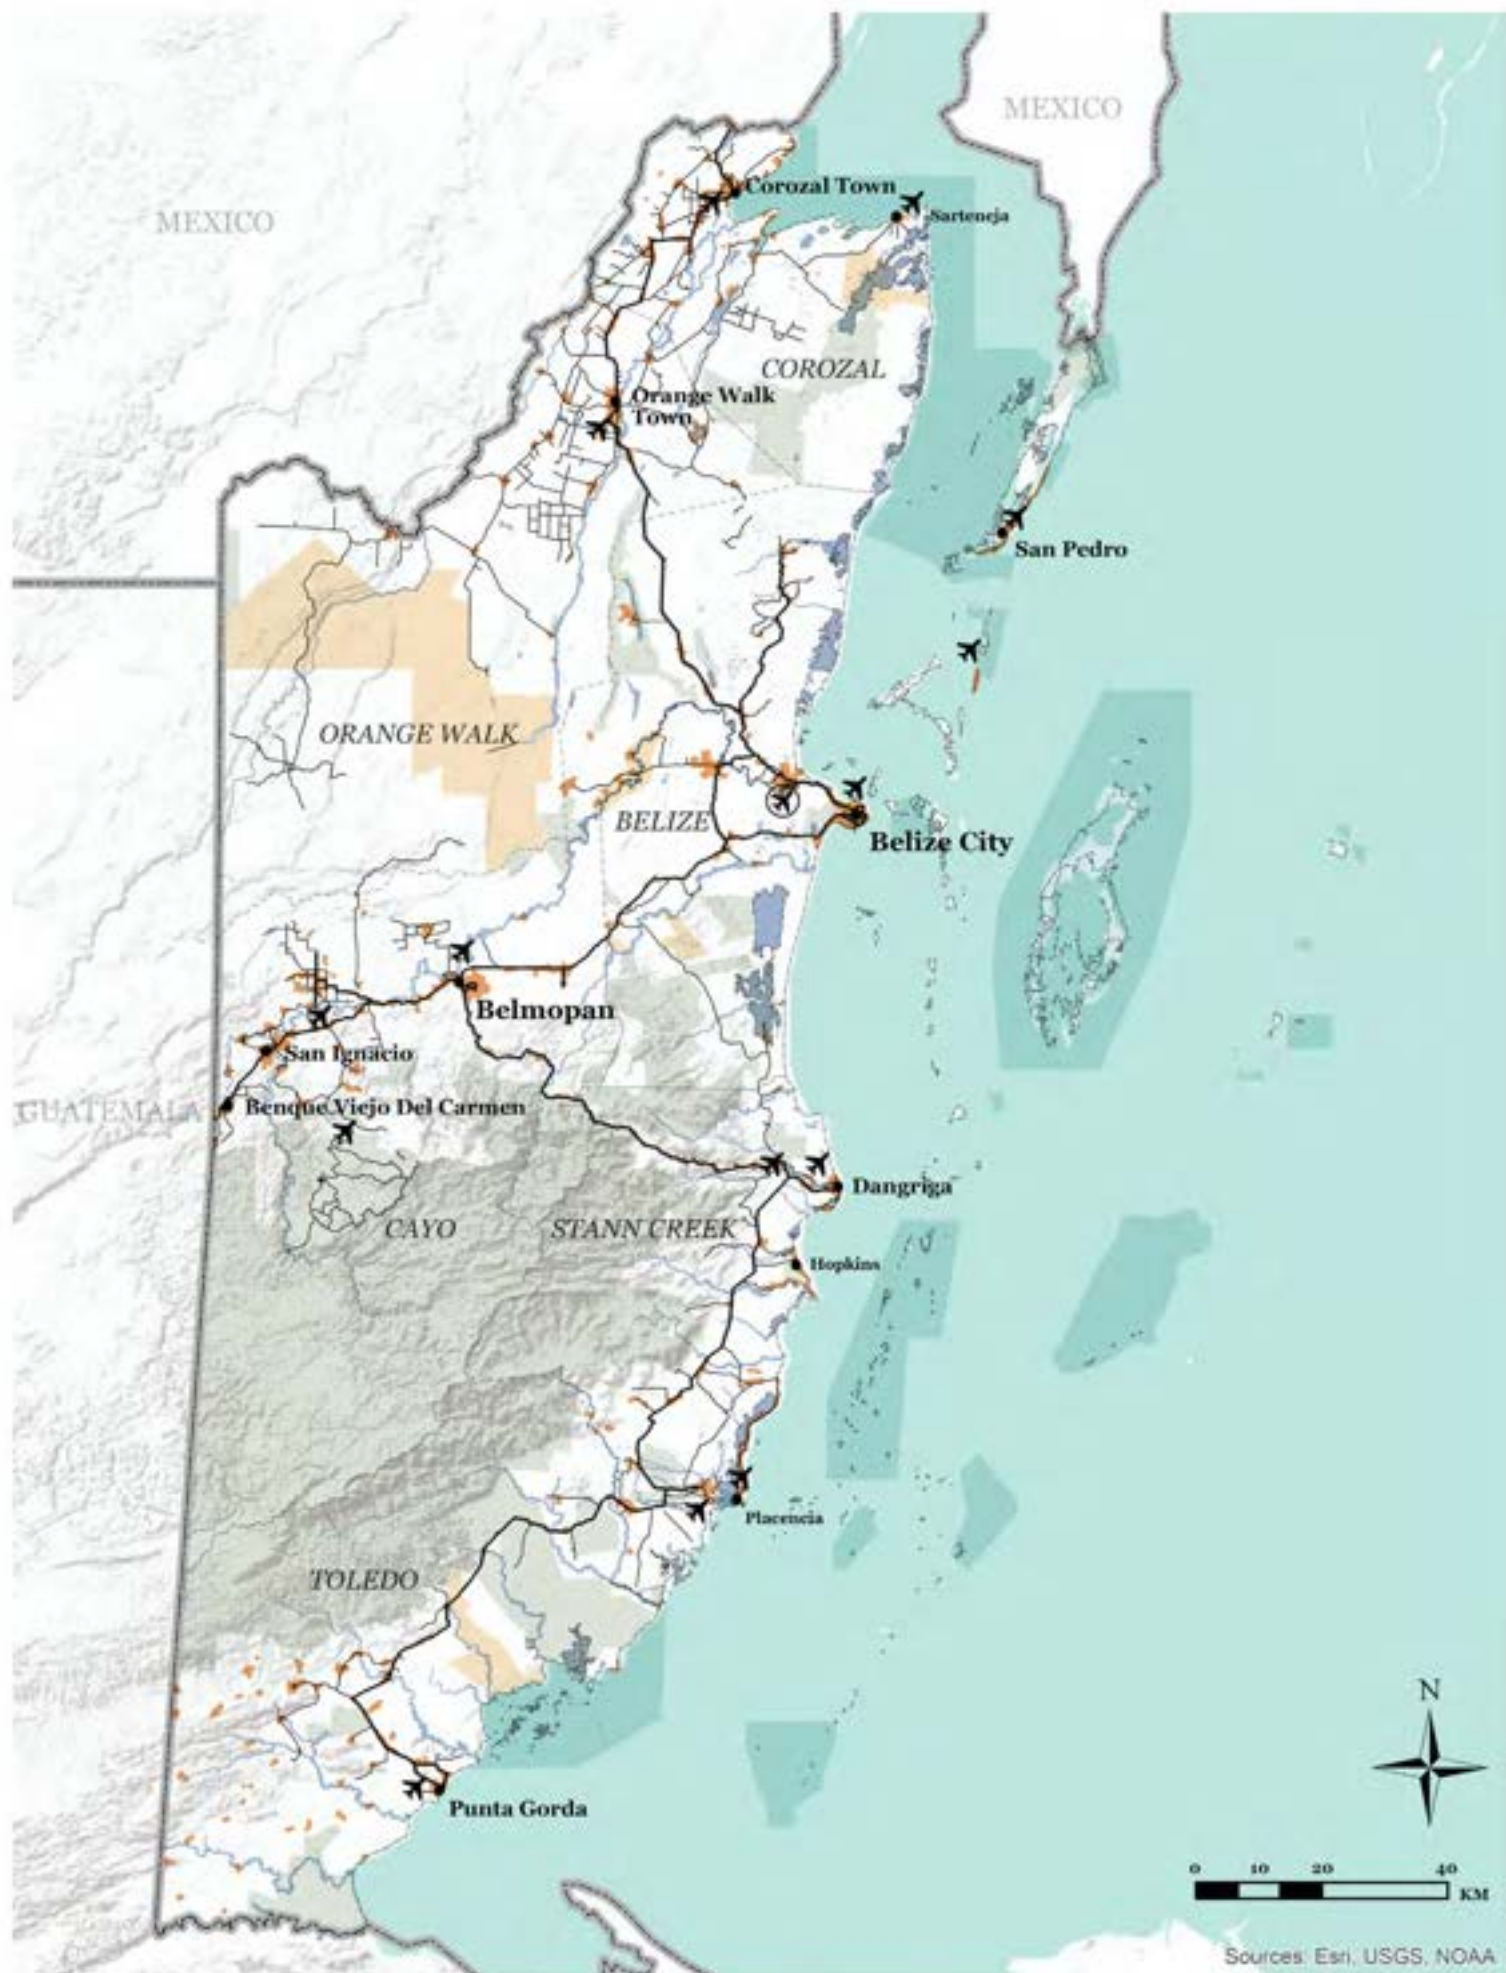 MEXICO
MEXICO
Corozal Town
Sarteneja
COROZAL
Orange Walk
Town
San Pedro
ORANGE WALK
BELIZE
Belize City
Belmopan
San Ignacio
GUATEMALA
Benque Viejo Del Carmen
Dangriga
CAYO
STANN CREEK
Hopkins
Placencia
TOLEDO
Punta Gorda
N
0 10 20 40
KM
Sources: Esri, USGS, NOAA